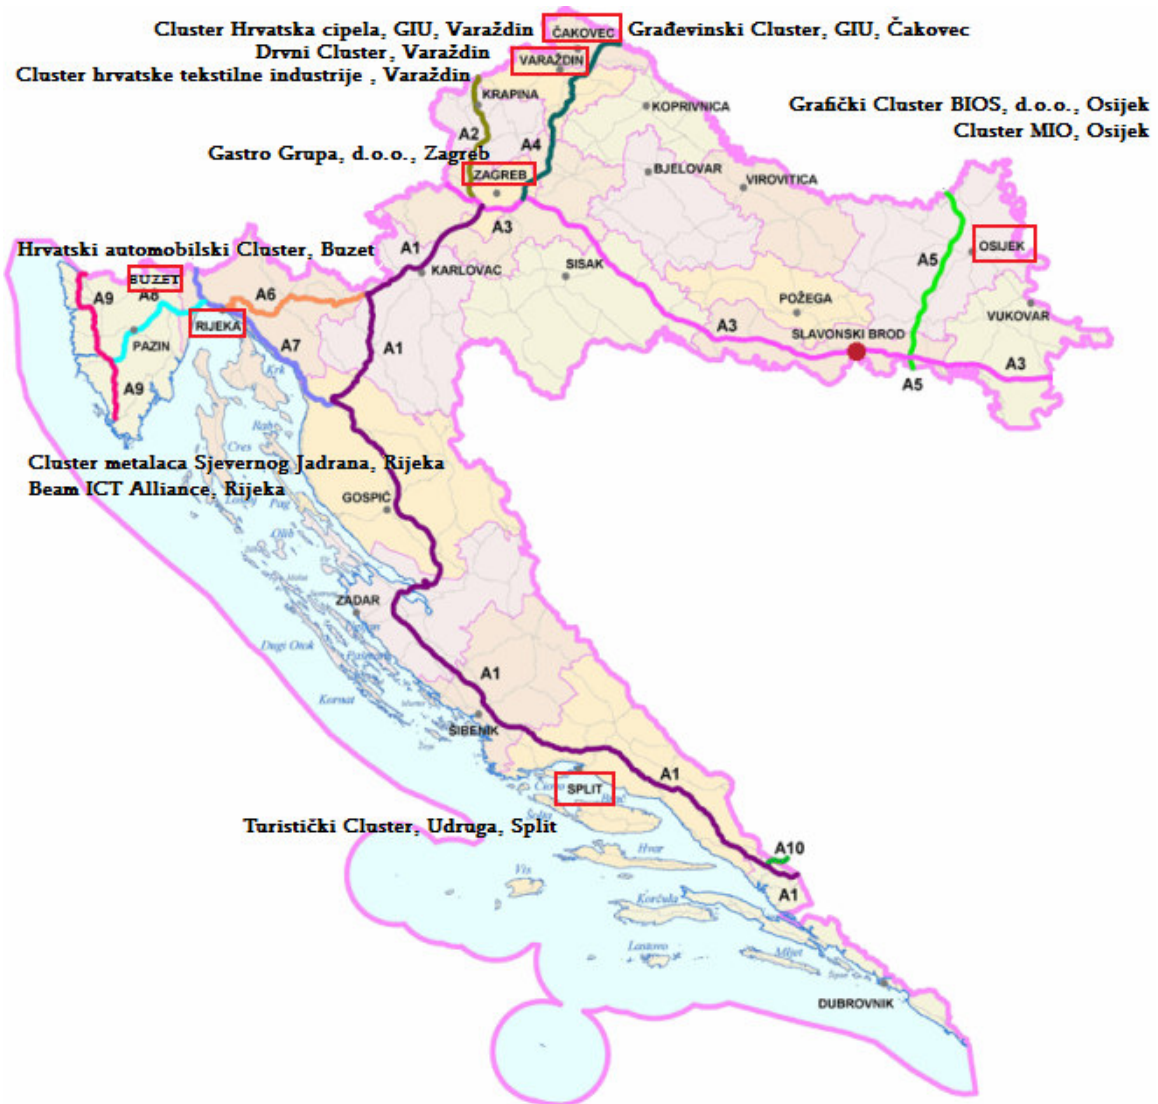 Cluster Hrvatska cipela, GIU, Varaždin
ČAKOVEC
Građevinski Cluster, GIU, Čakovec
Drvni Cluster, Varaždin
VARAŽDIN
Cluster hrvatske tekstilne industrije , Varaždin
KRAPINA
KOPRIVNICA
Grafički Cluster BIOS, d.o.o., Osijek
Cluster MIO, Osijek
A2
A4
Gastro Grupa, d.o.o., Zagreb
ZAGREB
BJELOVAR
VIROVITICA
A3
Hrvatski automobilski Cluster, Buzet
A1
KARLOVAC
SISAK
A5
OSIJEK
BUZET
A9
A8
A6
POŽEGA
VUKOVAR
RIJEKA
PAZIN
A7
A1
A3
SLAVONSKI BROD
A3
A5
A9
Krk
Rab
Cres
Cluster metalaca Sjevernog Jadrana, Rijeka
Beam ICT Alliance, Rijeka
GOSPIĆ
Pag
Olib
ZADAR
Dugi Otok
Kornat
A1
ŠIBENIK
A1
SPLIT
Turistički Cluster, Udruga, Split
A10
Hvar
Vis
A1
Korčula
Lastovo
Mljet
DUBROVNIK